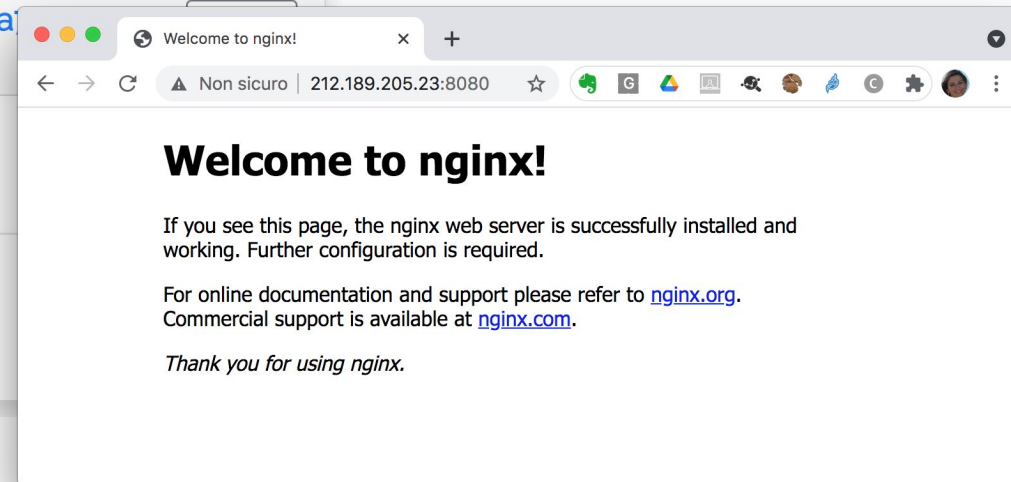 Welcome to nginx!
Non sicuro | 212.189.205.23:8080
G
C
Welcome to nginx!
If you see this page, the nginx web server is successfully installed and
working. Further configuration is required.
For online documentation and support please refer to nginx.org.
Commercial support is available at nginx.com.
Thank you for using nginx.